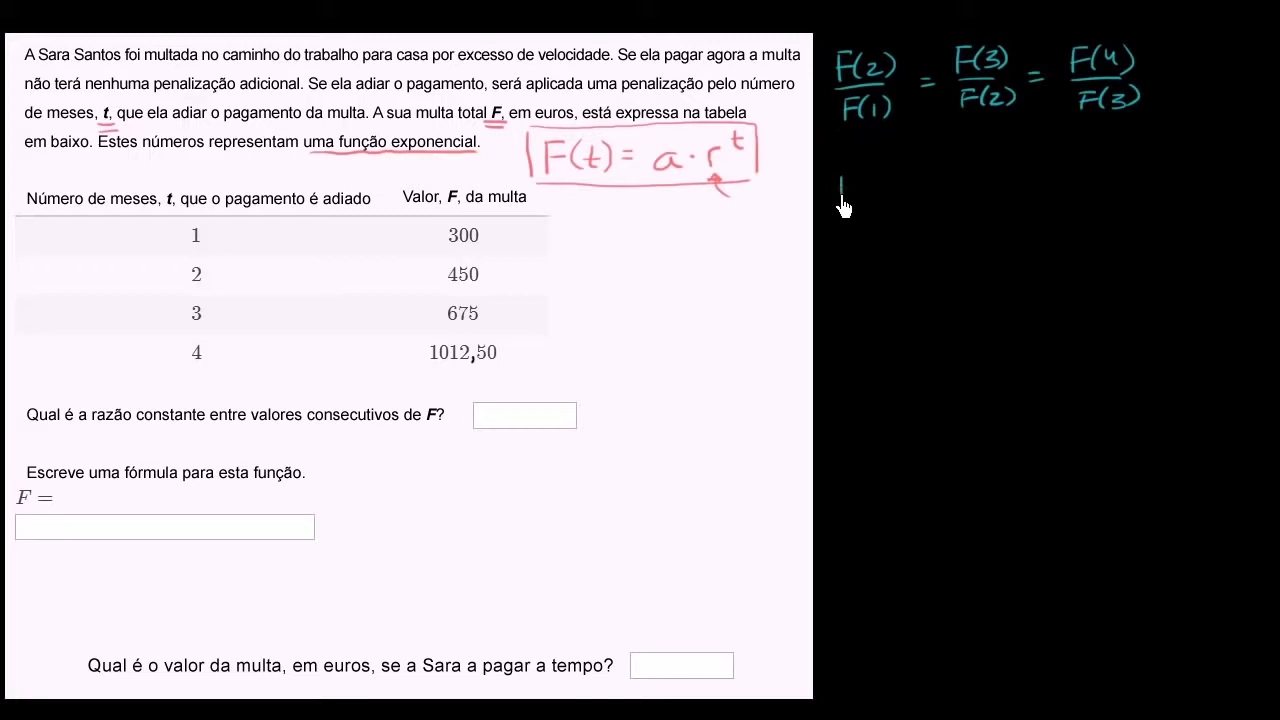 A Sara Santos foi multada no caminho do trabalho para casa por excesso de velocidade. Se ela pagar agora a multa
não terá nenhuma penalização adicional. Se ela adiar o pagamento, será aplicada uma penalização pelo número
de meses, t, que ela adiar o pagamento da multa. A sua multa total F, em euros, está expressa na tabela
em baixo. Estes números representam uma função exponencial.
F(t) = a · r^t
Número de meses, t, que o pagamento é adiado Valor, F, da multa
1 300
2 450
3 675
4 1012,50
Qual é a razão constante entre valores consecutivos de F?
Escreve uma fórmula para esta função.
F =
Qual é o valor da multa, em euros, se a Sara a pagar a tempo?
F(2)/F(1) = F(3)/F(2) = F(4)/F(3)